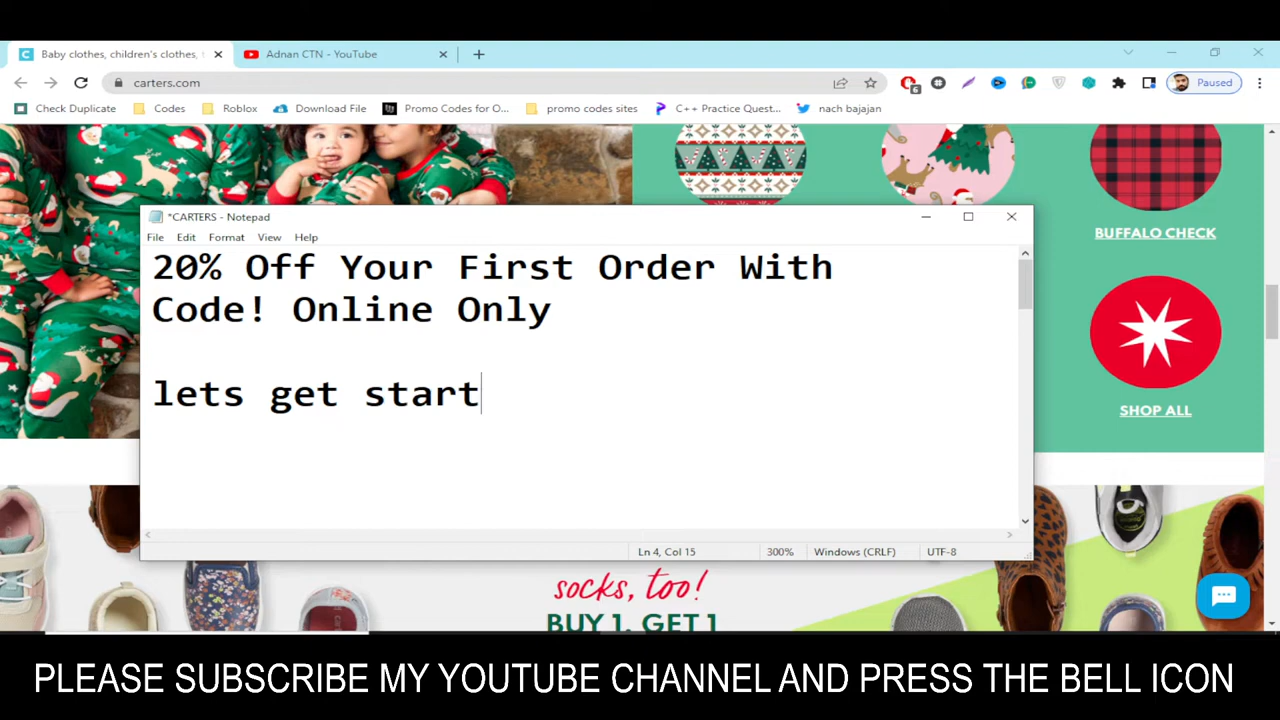 Baby clothes, children's clothes,
Adnan CTN - YouTube
carters.com
Paused
Check Duplicate
Codes
Roblox
Download File
Promo Codes for O...
promo codes sites
C++ Practice Quest...
nach bajajan
6
BUFFALO CHECK
SHOP ALL
*CARTERS - Notepad
File Edit Format View Help
20% Off Your First Order With
Code! Online Only
lets get start
Ln 4, Col 15 300% Windows (CRLF) UTF-8
socks, too!
BUY 1, GET 1
PLEASE SUBSCRIBE MY YOUTUBE CHANNEL AND PRESS THE BELL ICON